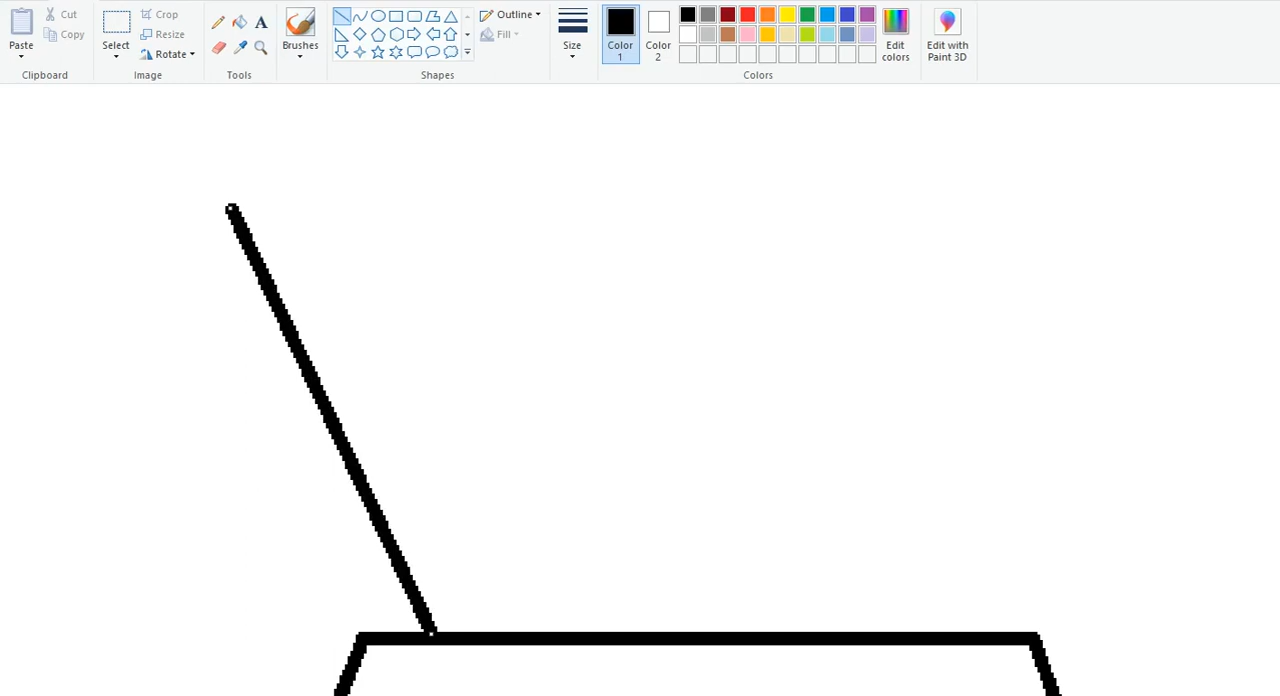 Cut
Copy
Paste
Clipboard
Crop
Resize
Rotate
Select
Image
A
Tools
Brushes
Outline
Fill
Shapes
Size
Color
1
Color
2
Edit
colors
Colors
Edit with
Paint 3D